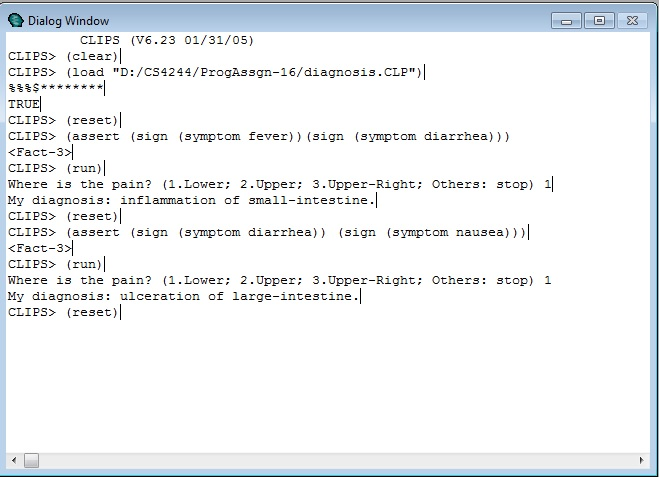 Dialog Window
CLIPS (V6.23 01/31/05)
CLIPS> (clear)
CLIPS> (load "D:/CS4244/ProgAssgn-16/diagnosis.CLP")
%%%$********
TRUE
CLIPS> (reset)
CLIPS> (assert (sign (symptom fever))(sign (symptom diarrhea)))
<Fact-3>
CLIPS> (run)
Where is the pain? (1.Lower; 2.Upper; 3.Upper-Right; Others: stop) 1
My diagnosis: inflammation of small-intestine.
CLIPS> (reset)
CLIPS> (assert (sign (symptom diarrhea)) (sign (symptom nausea)))
<Fact-3>
CLIPS> (run)
Where is the pain? (1.Lower; 2.Upper; 3.Upper-Right; Others: stop) 1
My diagnosis: ulceration of large-intestine.
CLIPS> (reset)